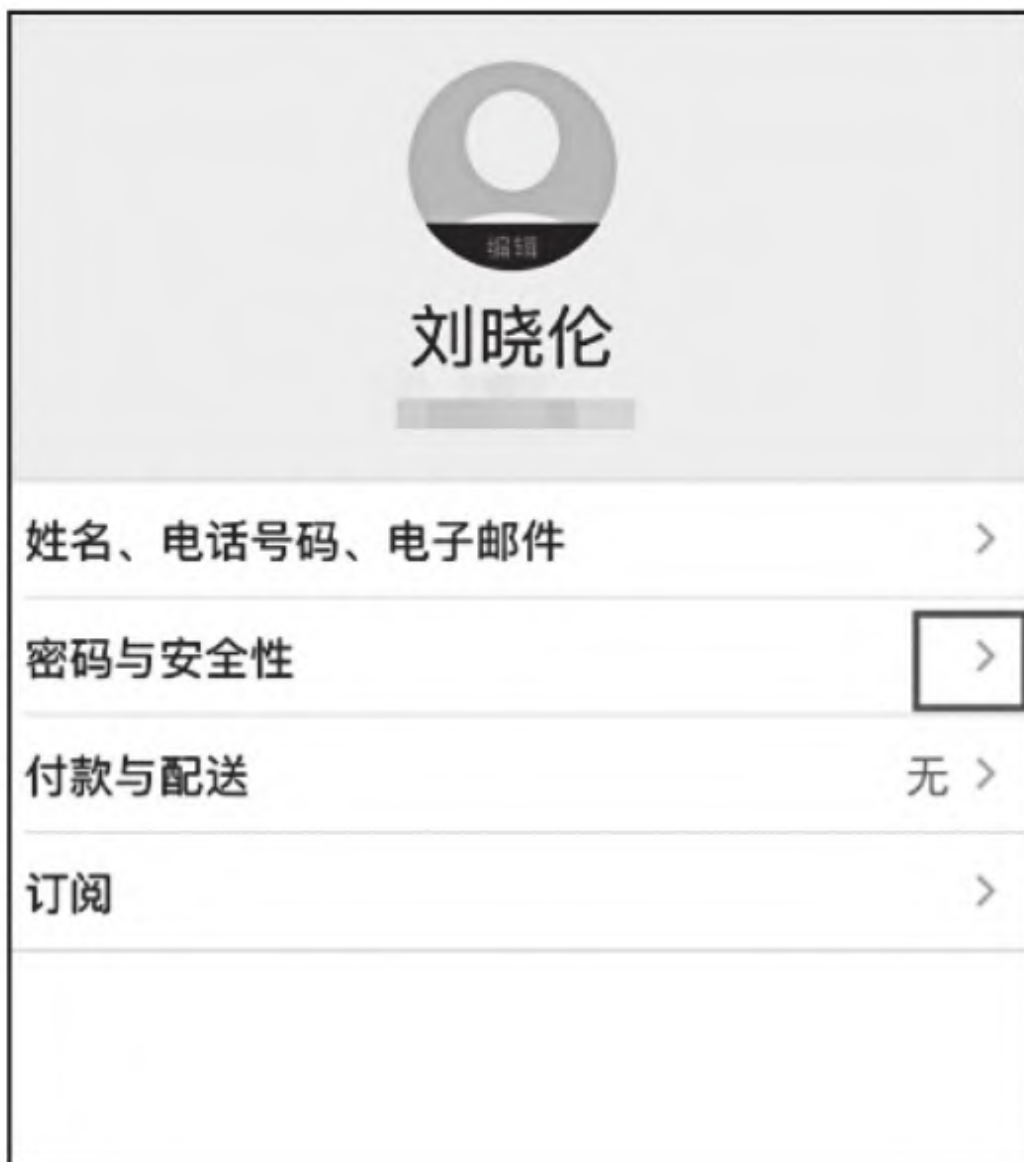 编辑
刘晓伦
姓名、电话号码、电子邮件
密码与安全性
付款与配送 无
订阅